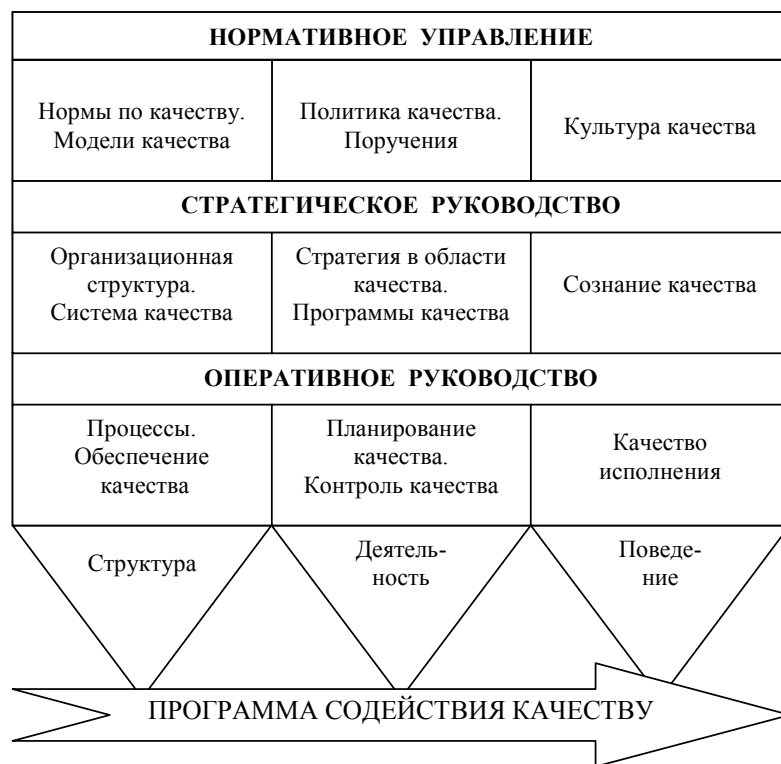 НОРМАТИВНОЕ УПРАВЛЕНИЕ
Нормы по качеству.
Модели качества
Политика качества.
Поручения
Культура качества
СТРАТЕГИЧЕСКОЕ РУКОВОДСТВО
Организационная
структура.
Система качества
Стратегия в области
качества.
Программы качества
Сознание качества
ОПЕРАТИВНОЕ РУКОВОДСТВО
Процессы.
Обеспечение
качества
Планирование
качества.
Контроль качества
Качество
исполнения
Структура
Деятель-
ность
Поведе-
ние
ПРОГРАММА СОДЕЙСТВИЯ КАЧЕСТВУ